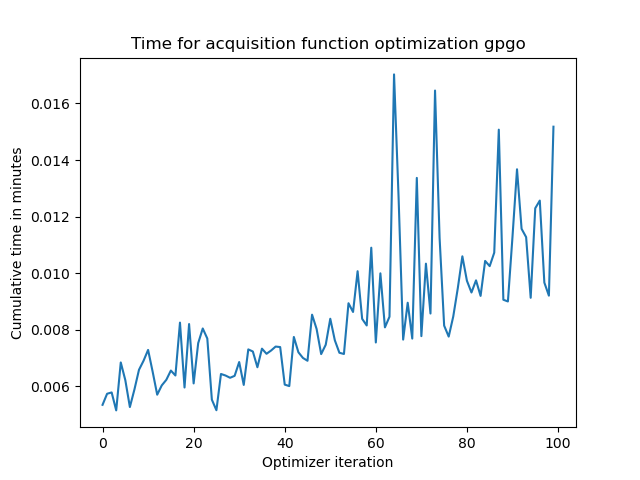 Time for acquisition function optimization gpgo
Cumulative time in minutes
0.016
0.014
0.012
0.010
0.008
0.006
0 20 40 60 80 100
Optimizer iteration